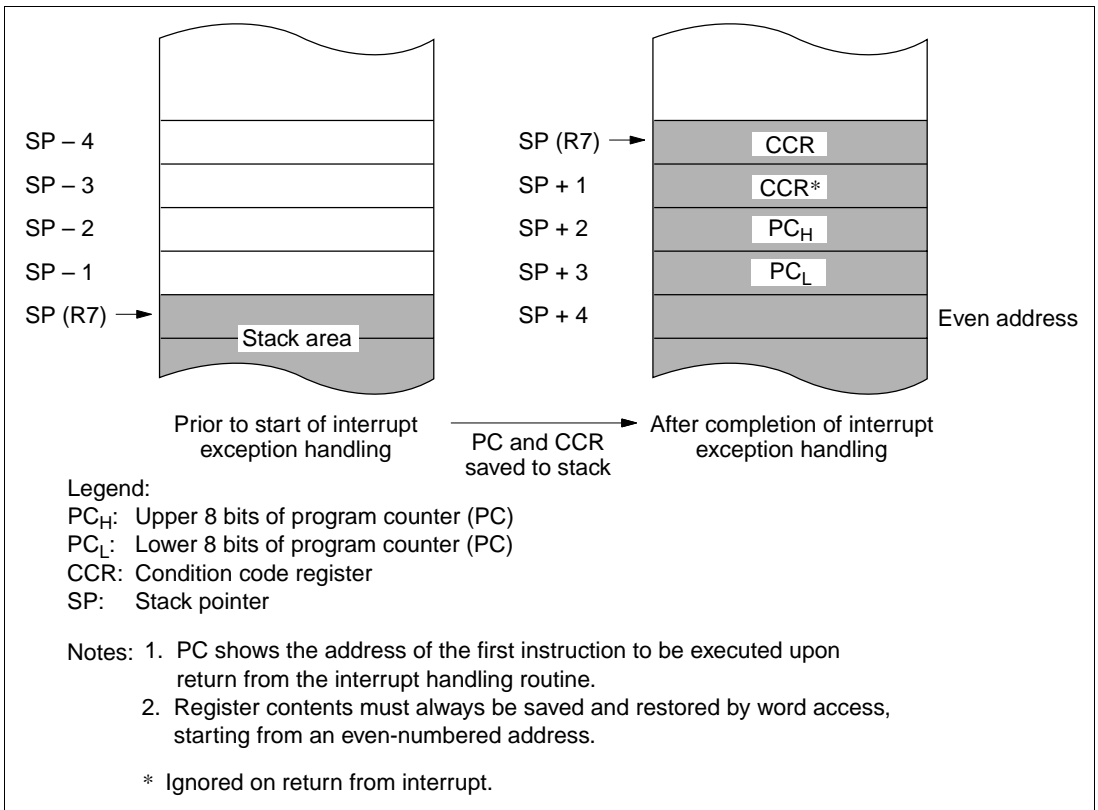 SP – 4
SP – 3
SP – 2
SP – 1
SP (R7)
Stack area
SP (R7)
SP + 1
SP + 2
SP + 3
SP + 4
CCR
CCR*
PCH
PCL
Even address
Prior to start of interrupt
exception handling
PC and CCR
saved to stack
After completion of interrupt
exception handling
Legend:
PCH: Upper 8 bits of program counter (PC)
PCL: Lower 8 bits of program counter (PC)
CCR: Condition code register
SP: Stack pointer
Notes: 1. PC shows the address of the first instruction to be executed upon
return from the interrupt handling routine.
2. Register contents must always be saved and restored by word access,
starting from an even-numbered address.
* Ignored on return from interrupt.